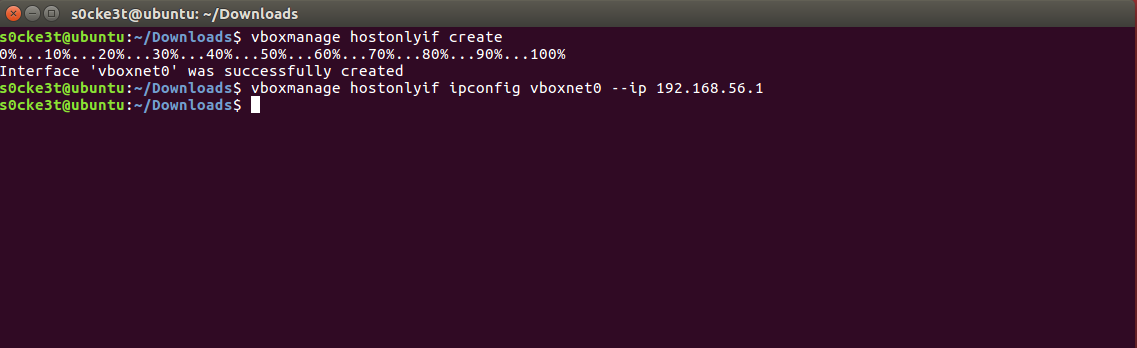 s0cke3t@ubuntu: ~/Downloads
s0cke3t@ubuntu:~/Downloads$ vboxmanage hostonlyif create
0%...10%...20%...30%...40%...50%...60%...70%...80%...90%...100%
Interface 'vboxnet0' was successfully created
s0cke3t@ubuntu:~/Downloads$ vboxmanage hostonlyif ipconfig vboxnet0 --ip 192.168.56.1
s0cke3t@ubuntu:~/Downloads$